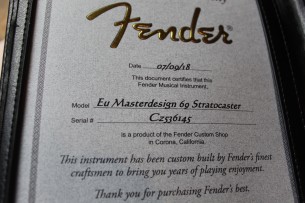 Fender
Date 07/09/18
This document certifies that this
Fender Musical Instrument,
Model Eu Masterdesign 69 Stratocaster
Serial # C2536145
is a product of the Fender Custom Shop
in Corona, California.
This instrument has been custom built by Fender's finest
craftsmen to bring you years of playing enjoyment.
Thank you for purchasing Fender's best.